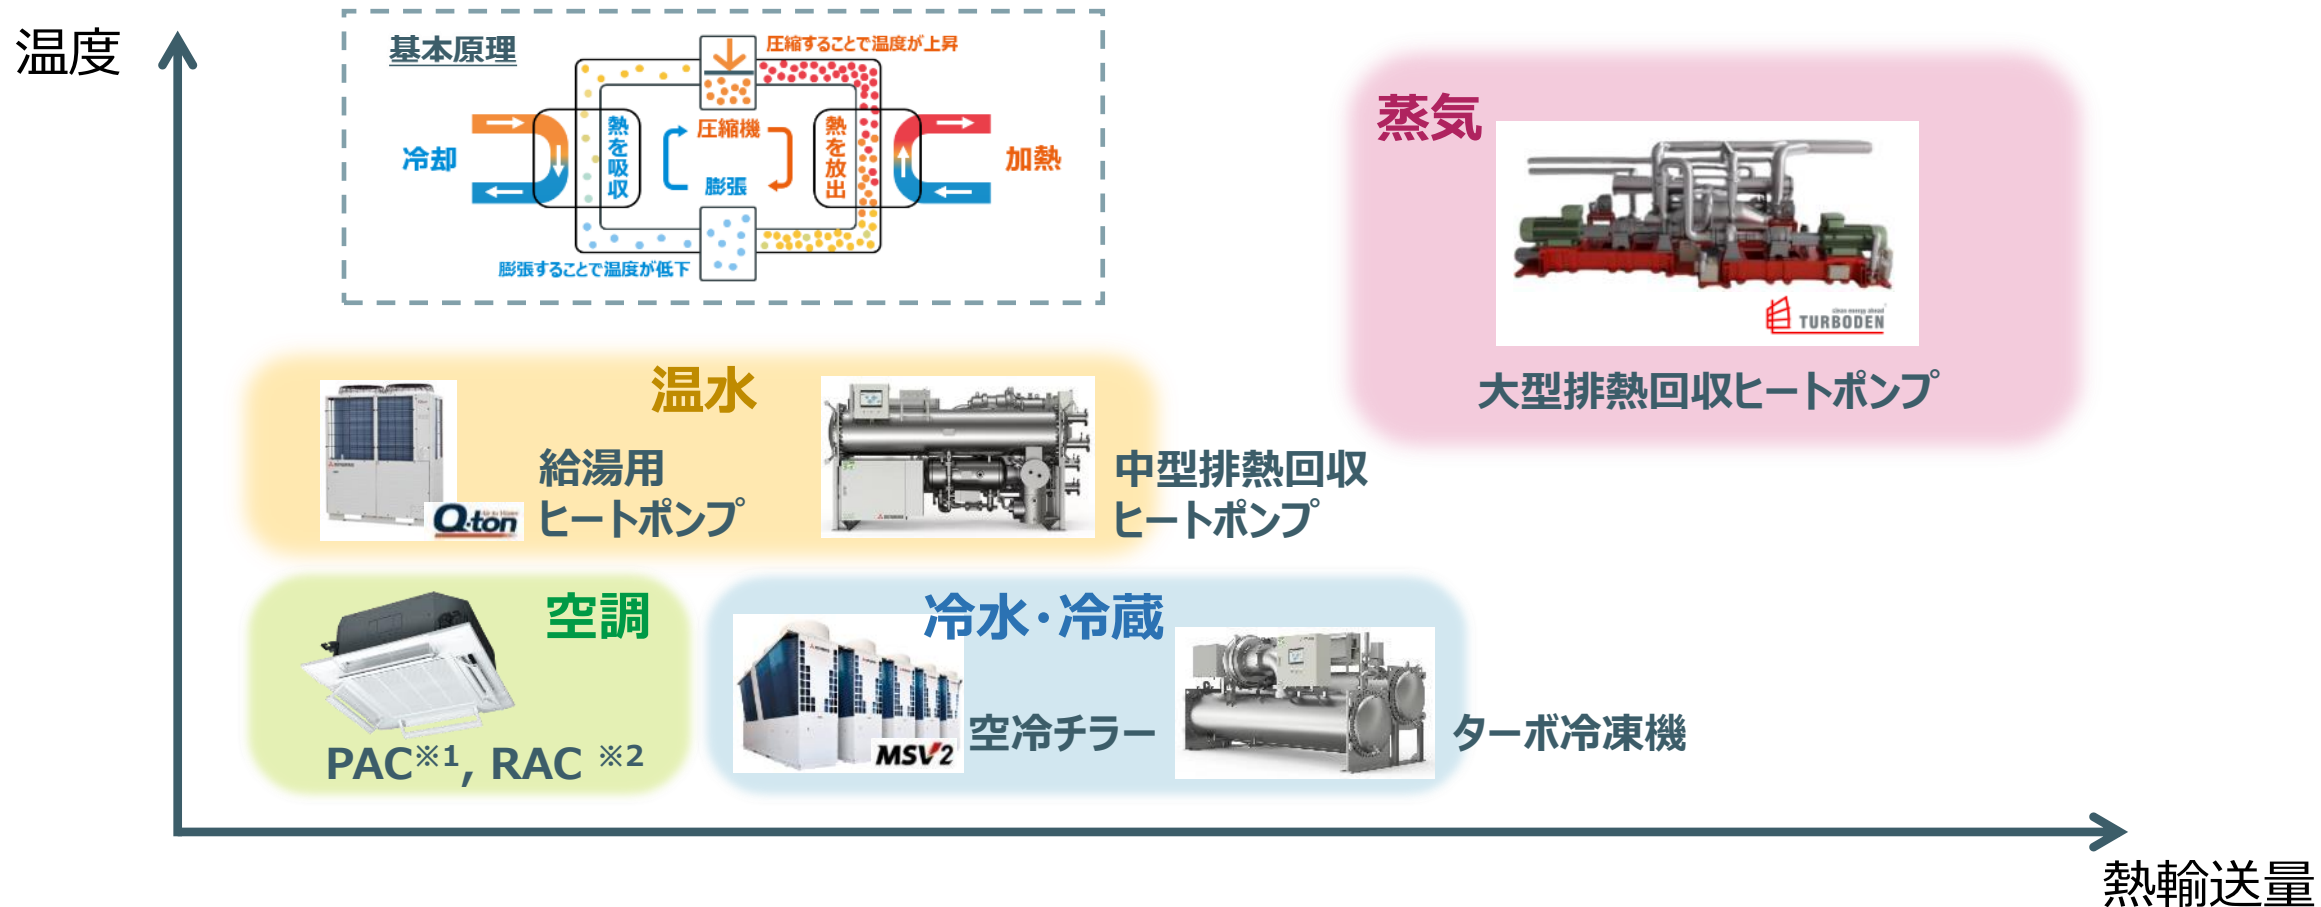 温度
基本原理
圧縮することで温度が上昇
冷却
熱を吸収
圧縮機
膨張
熱を放出
加熱
膨張することで温度が低下
蒸気
TURBODEN
大型排熱回収ヒートポンプ
温水
Q-ton
給湯用
ヒートポンプ
中型排熱回収
ヒートポンプ
空調
PAC※1, RAC ※2
冷水・冷蔵
MSV2
空冷チラー
ターボ冷凍機
熱輸送量